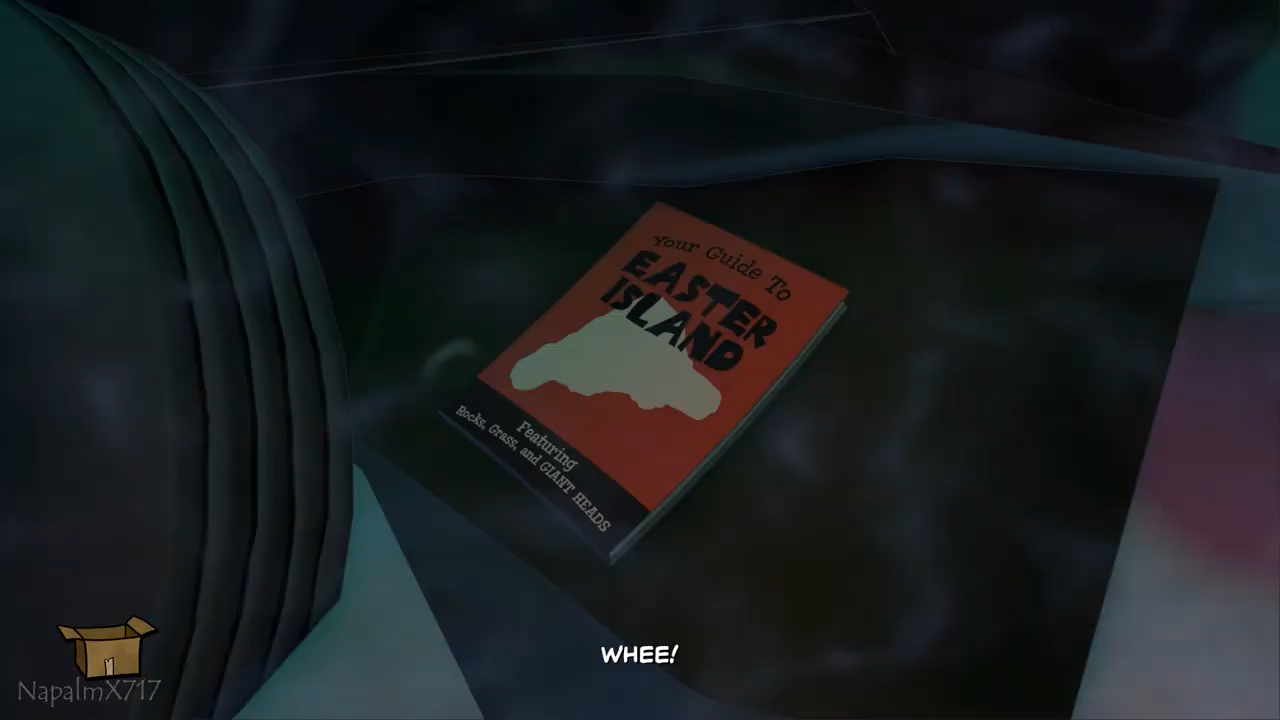 Your Guide To
EASTER
ISLAND
Featuring
Rocks, Grass, and GIANT HEADS
WHEE!
NapalmX717